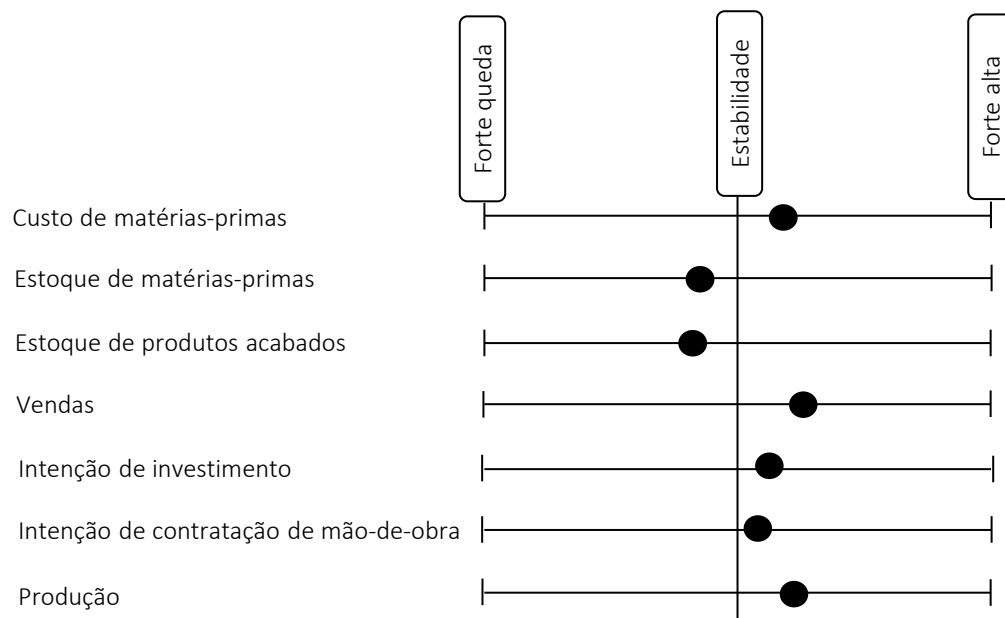 Forte queda
Estabilidade
Forte alta
Custo de matérias-primas
Estoque de matérias-primas
Estoque de produtos acabados
Vendas
Intenção de investimento
Intenção de contratação de mão-de-obra
Produção